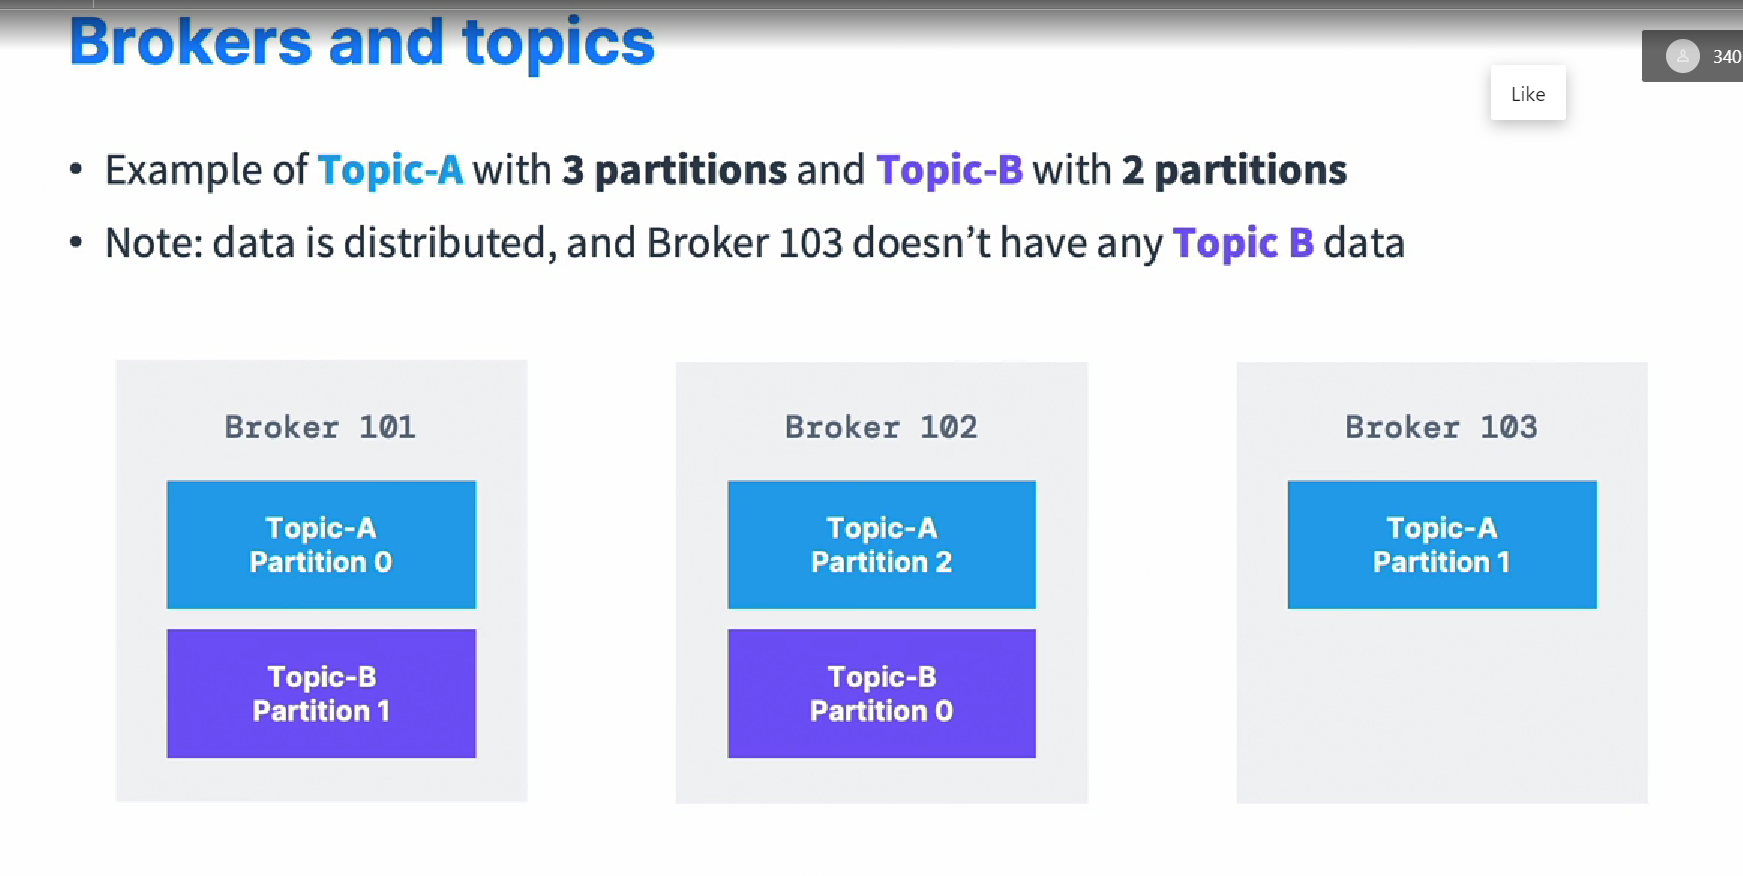 Brokers and topics
340
Like
• Example of Topic-A with 3 partitions and Topic-B with 2 partitions
• Note: data is distributed, and Broker 103 doesn't have any Topic B data
Broker 101
Topic-A
Partition 0
Topic-B
Partition 1
Broker 102
Topic-A
Partition 2
Topic-B
Partition 0
Broker 103
Topic-A
Partition 1